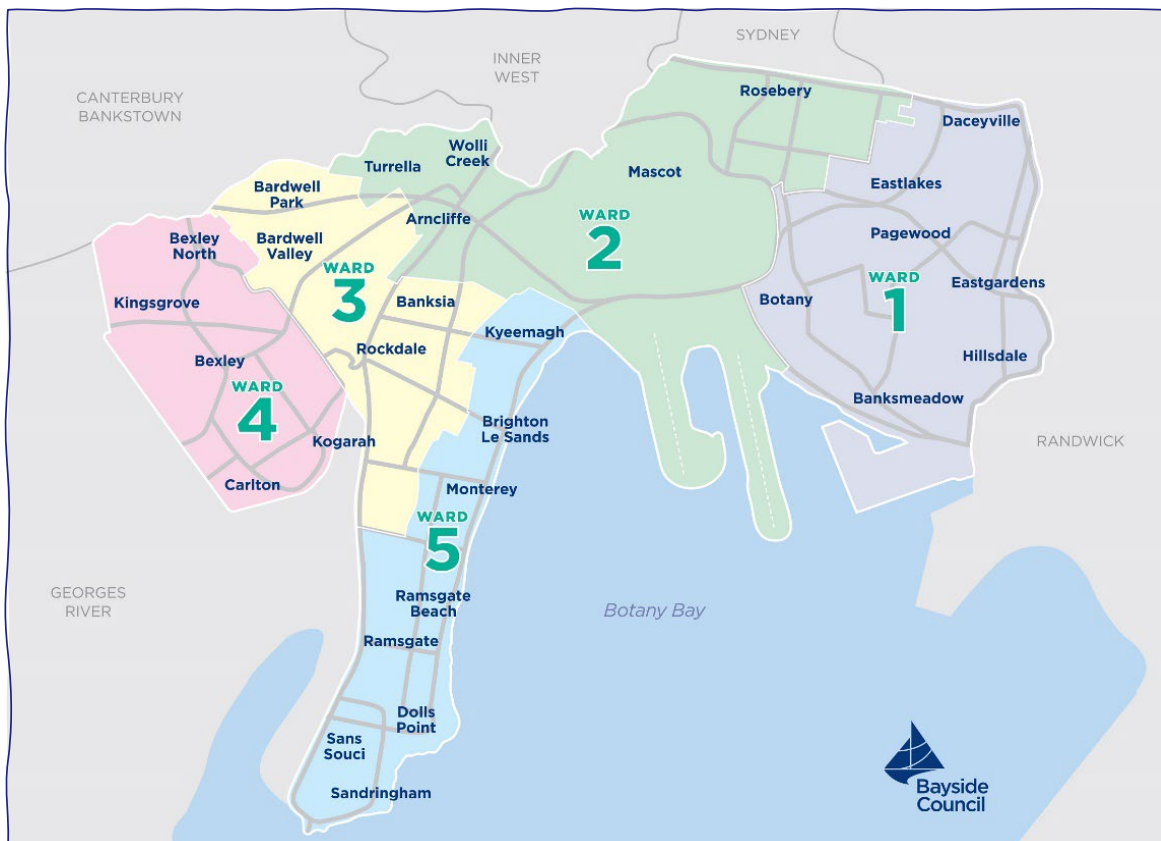 SYDNEY
INNER
WEST
CANTERBURY
BANKSTOWN
Rosebery
Daceyville
Wolli
Creek
Turrella
Mascot
Bardwell
Park
Eastlakes
Arncliffe
WARD
2
Bexley
North
Bardwell
Valley
Pagewood
WARD
3
WARD
1
Kingsgrove
Banksia
Botany
Eastgardens
Kyeemagh
Rockdale
Bexley
Hillsdale
WARD
4
Banksmeadow
Brighton
Le Sands
Kogarah
RANDWICK
Carlton
Monterey
WARD
5
GEORGES
RIVER
Ramsgate
Beach
Botany Bay
Ramsgate
Dolls
Point
Sans
Souci
Sandringham
Bayside
Council